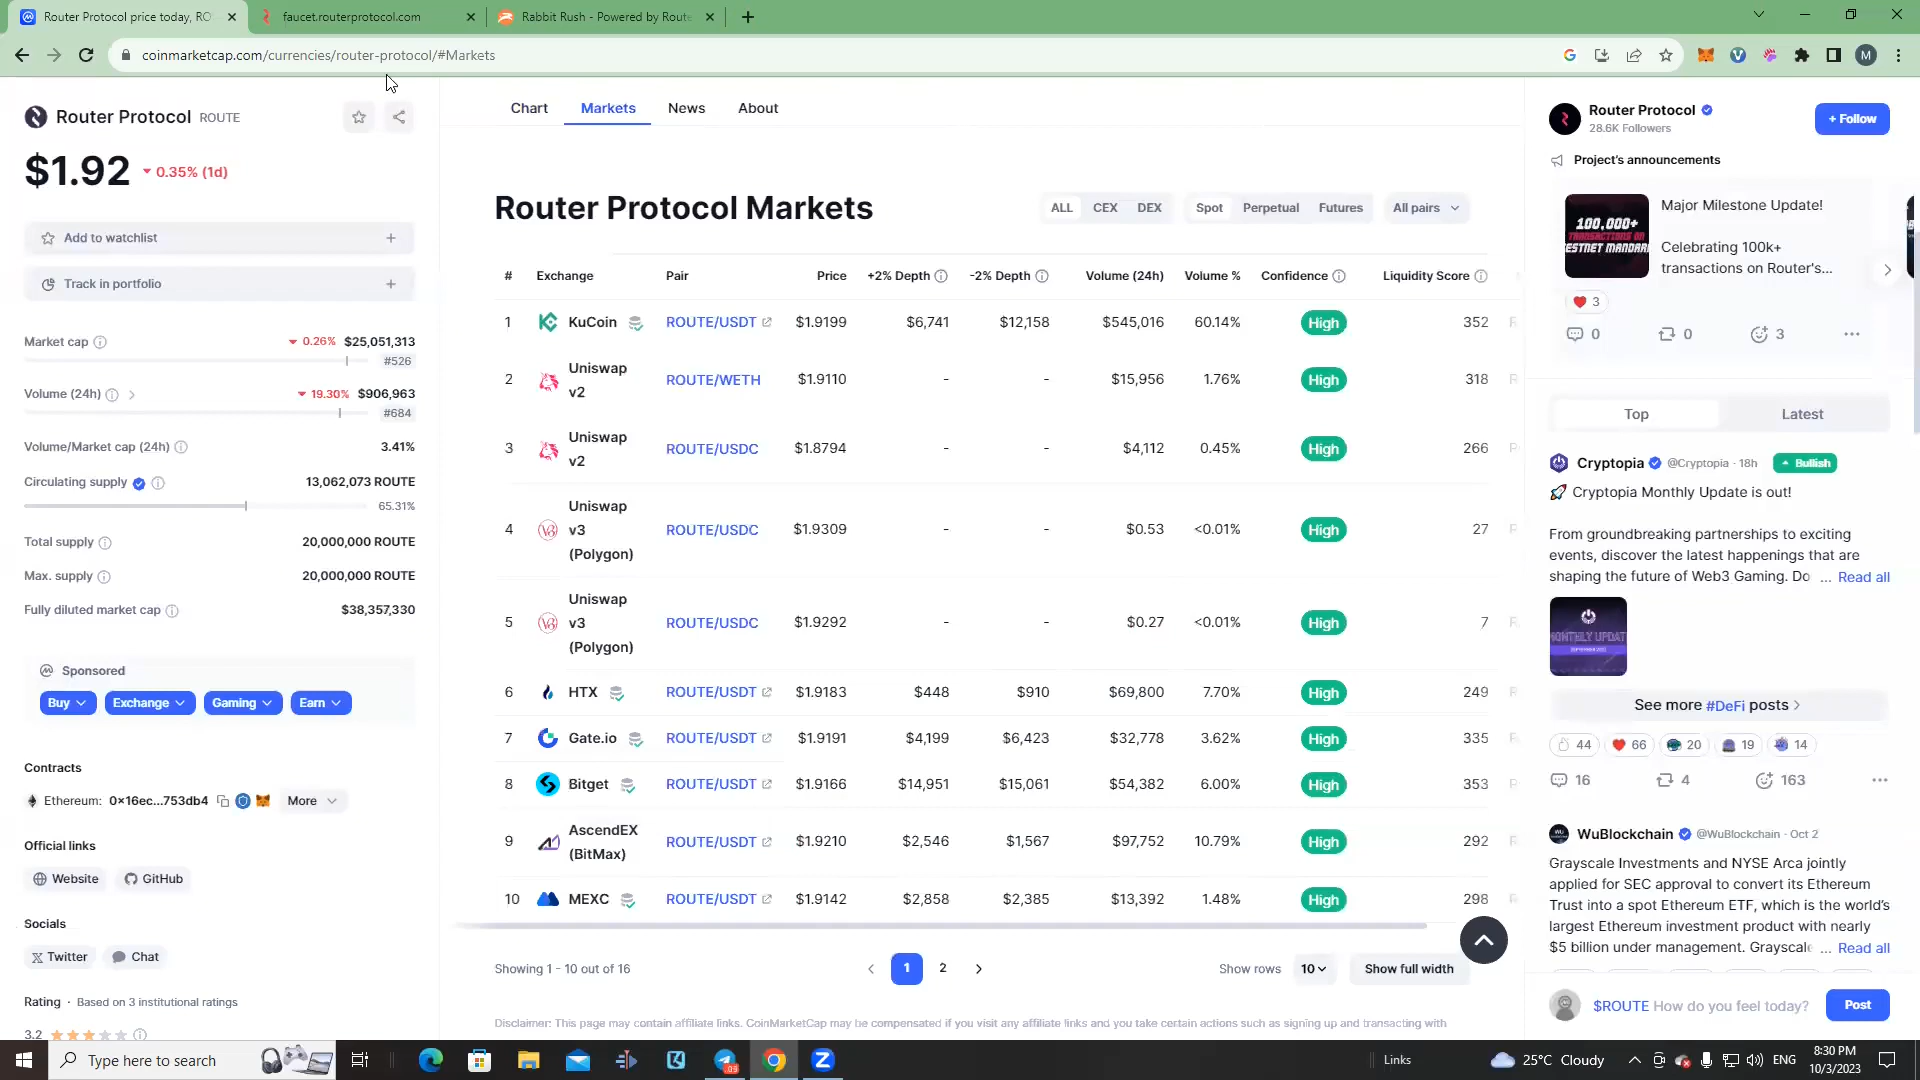 Router Protocol price today, RO
faucet.routerprotocol.com
Rabbit Rush - Powered by Route
coinmarketcap.com/currencies/router-protocol/#Markets
M
Router Protocol ROUTE
$1.92 0.35% (1d)
Add to watchlist
Track in portfolio
Market cap 0.26% $25,051,313
#526
Volume (24h) 19.30% $906,963
#684
Volume/Market cap (24h) 3.41%
Circulating supply 13,062,073 ROUTE
65.31%
Total supply 20,000,000 ROUTE
Max. supply 20,000,000 ROUTE
Fully diluted market cap $38,357,330
Sponsored
Buy Exchange Gaming Earn
Contracts
Ethereum: 0x16ec...753db4 More
Official links
Website GitHub
Socials
Twitter Chat
Rating · Based on 3 institutional ratings
3.2
Chart Markets News About
Router Protocol Markets
ALL CEX DEX Spot Perpetual Futures All pairs
# Exchange Pair Price +2% Depth -2% Depth Volume (24h) Volume % Confidence Liquidity Score
1 KuCoin ROUTE/USDT $1.9199 $6,741 $12,158 $545,016 60.14% High 352
2 Uniswap v2 ROUTE/WETH $1.9110 - - $15,956 1.76% High 318
3 Uniswap v2 ROUTE/USDC $1.8794 - - $4,112 0.45% High 266
4 Uniswap v3 (Polygon) ROUTE/USDC $1.9309 - - $0.53 <0.01% High 27
5 Uniswap v3 (Polygon) ROUTE/USDC $1.9292 - - $0.27 <0.01% High 7
6 HTX ROUTE/USDT $1.9183 $448 $910 $69,800 7.70% High 249
7 Gate.io ROUTE/USDT $1.9191 $4,199 $6,423 $32,778 3.62% High 335
8 Bitget ROUTE/USDT $1.9166 $14,951 $15,061 $54,382 6.00% High 353
9 AscendEX (BitMax) ROUTE/USDT $1.9210 $2,546 $1,567 $97,752 10.79% High 292
10 MEXC ROUTE/USDT $1.9142 $2,858 $2,385 $13,392 1.48% High 298
Showing 1 - 10 out of 16
1 2
Show rows 10 Show full width
Disclaimer: This page may contain affiliate links. CoinMarketCap may be compensated if you visit any affiliate links and you take certain actions such as signing up and transacting with
Router Protocol
28.6K Followers
+ Follow
Project's announcements
100,000+
TRANSACTIONS ON
Major Milestone Update!
Celebrating 100k+
transactions on Router's...
3
0 0 3
Top Latest
Cryptopia @Cryptopia · 18h Bullish
Cryptopia Monthly Update is out!
From groundbreaking partnerships to exciting
events, discover the latest happenings that are
shaping the future of Web3 Gaming. Do ... Read all
MONTHLY UPDAT
See more #DeFi posts
44 66 20 19 14
16 4 163
WuBlockchain @WuBlockchain · Oct 2
Grayscale Investments and NYSE Arca jointly
applied for SEC approval to convert its Ethereum
Trust into a spot Ethereum ETF, which is the world's
largest Ethereum investment product with nearly
$5 billion under management. Grayscale ... Read all
$ROUTE How do you feel today? Post
Type here to search
Links
25°C Cloudy
ENG
8:30 PM
10/3/2023